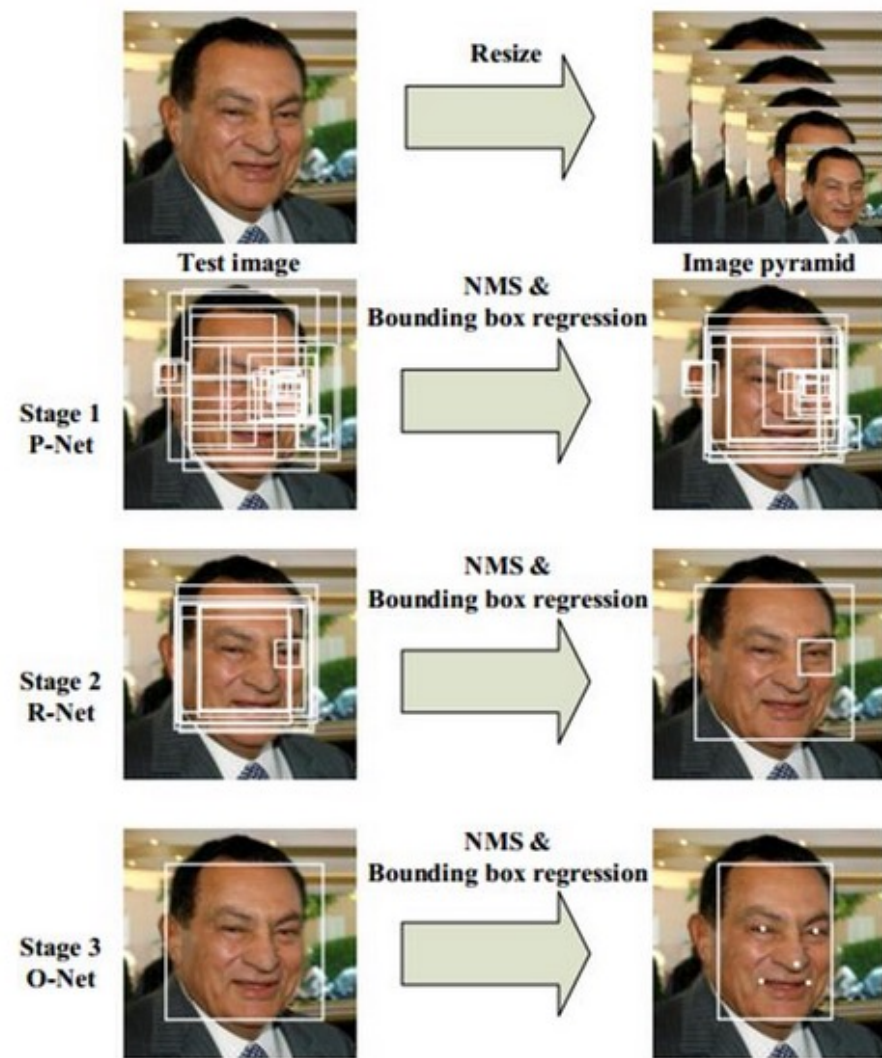 Resize
Test image
Image pyramid
NMS &
Bounding box regression
Stage 1
P-Net
NMS &
Bounding box regression
Stage 2
R-Net
NMS &
Bounding box regression
Stage 3
O-Net